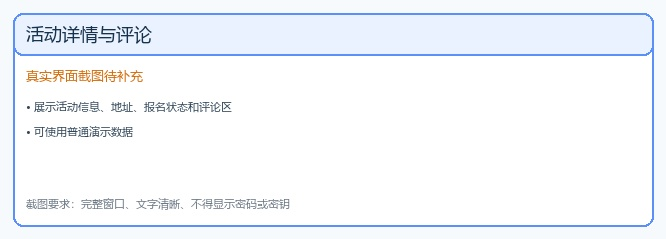 活动详情与评论
真实界面截图待补充
• 展示活动信息、地址、报名状态和评论区
• 可使用普通演示数据
截图要求：完整窗口、文字清晰、不得显示密码或密钥